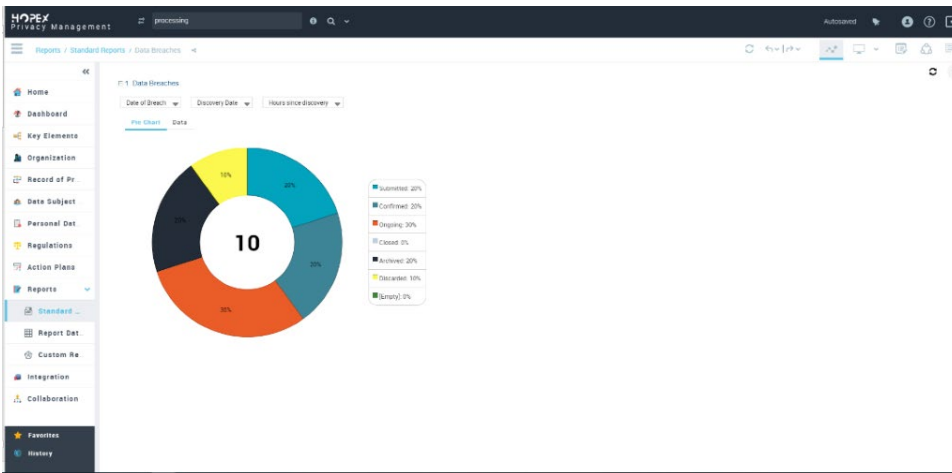 HOPEX
Privacy Management
processing
Autosaved
Reports / Standard Reports / Data Breaches
Home
Dashboard
Key Elements
Organization
Record of Pr
Data Subject
Personal Dat
Regulations
Action Plans
Reports
Standard ...
Report Dat
Custom Re
Integration
Collaboration
Favorites
History
1 Data Breaches
Date of Breach
Discovery Date
Hours since discovery
Pie Chart
Data
10%
20%
20%
20%
30%
10
Submitted: 20%
Confirmed: 20%
Ongoing: 30%
Closed: 0%
Archived: 20%
Discarded: 10%
[Empty]: 0%